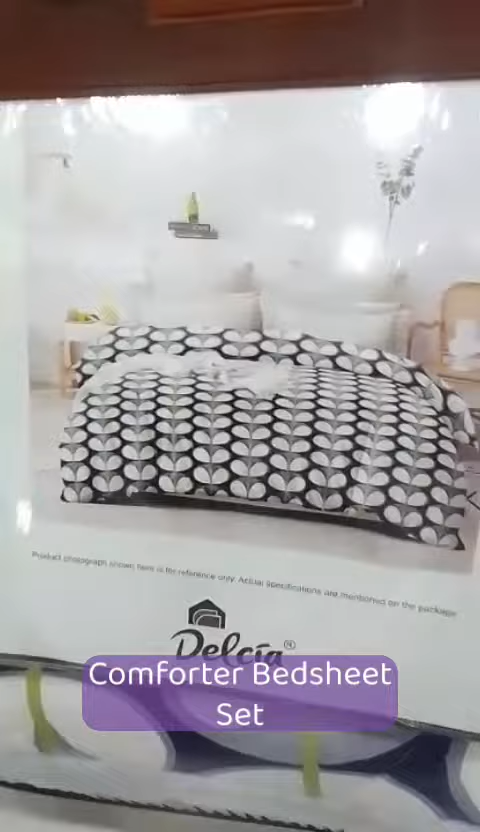 Product photograph shown here is for reference only. Actual specifications are mentioned on the package
Delcia
Comforter Bedsheet
Set